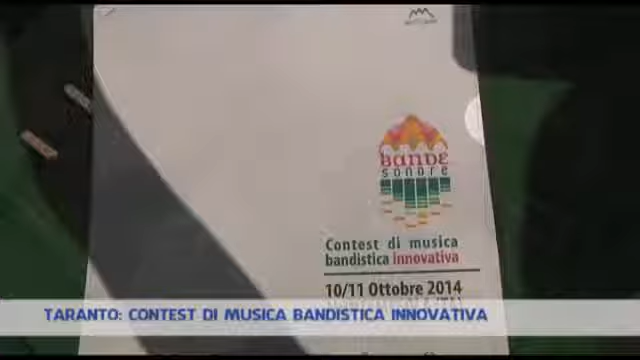 BANDE
sonore
Contest di musica
bandistica innovativa
10/11 Ottobre 2014
TARANTO: CONTEST DI MUSICA BANDISTICA INNOVATIVA